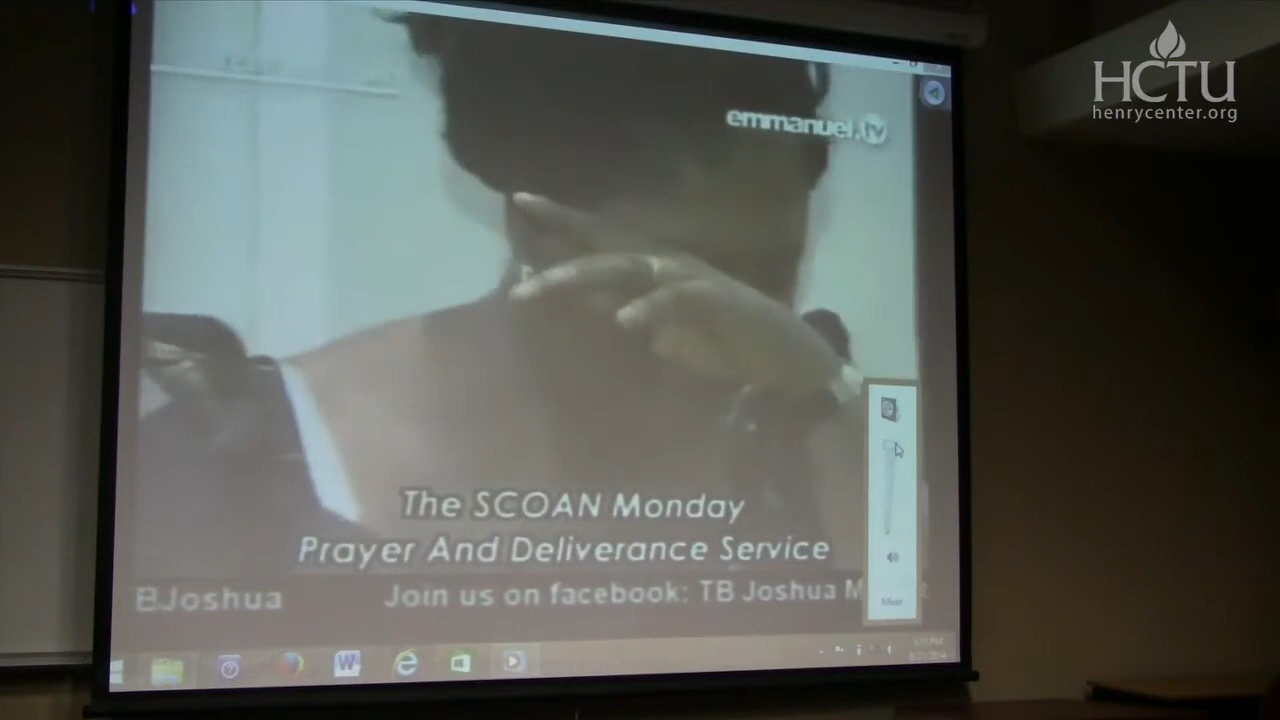 HCTU
henrycenter.org
emmanuel.tv
The SCOAN Monday
Prayer And Deliverance Service
BJoshua
Join us on facebook: TB Joshua M
Mixer